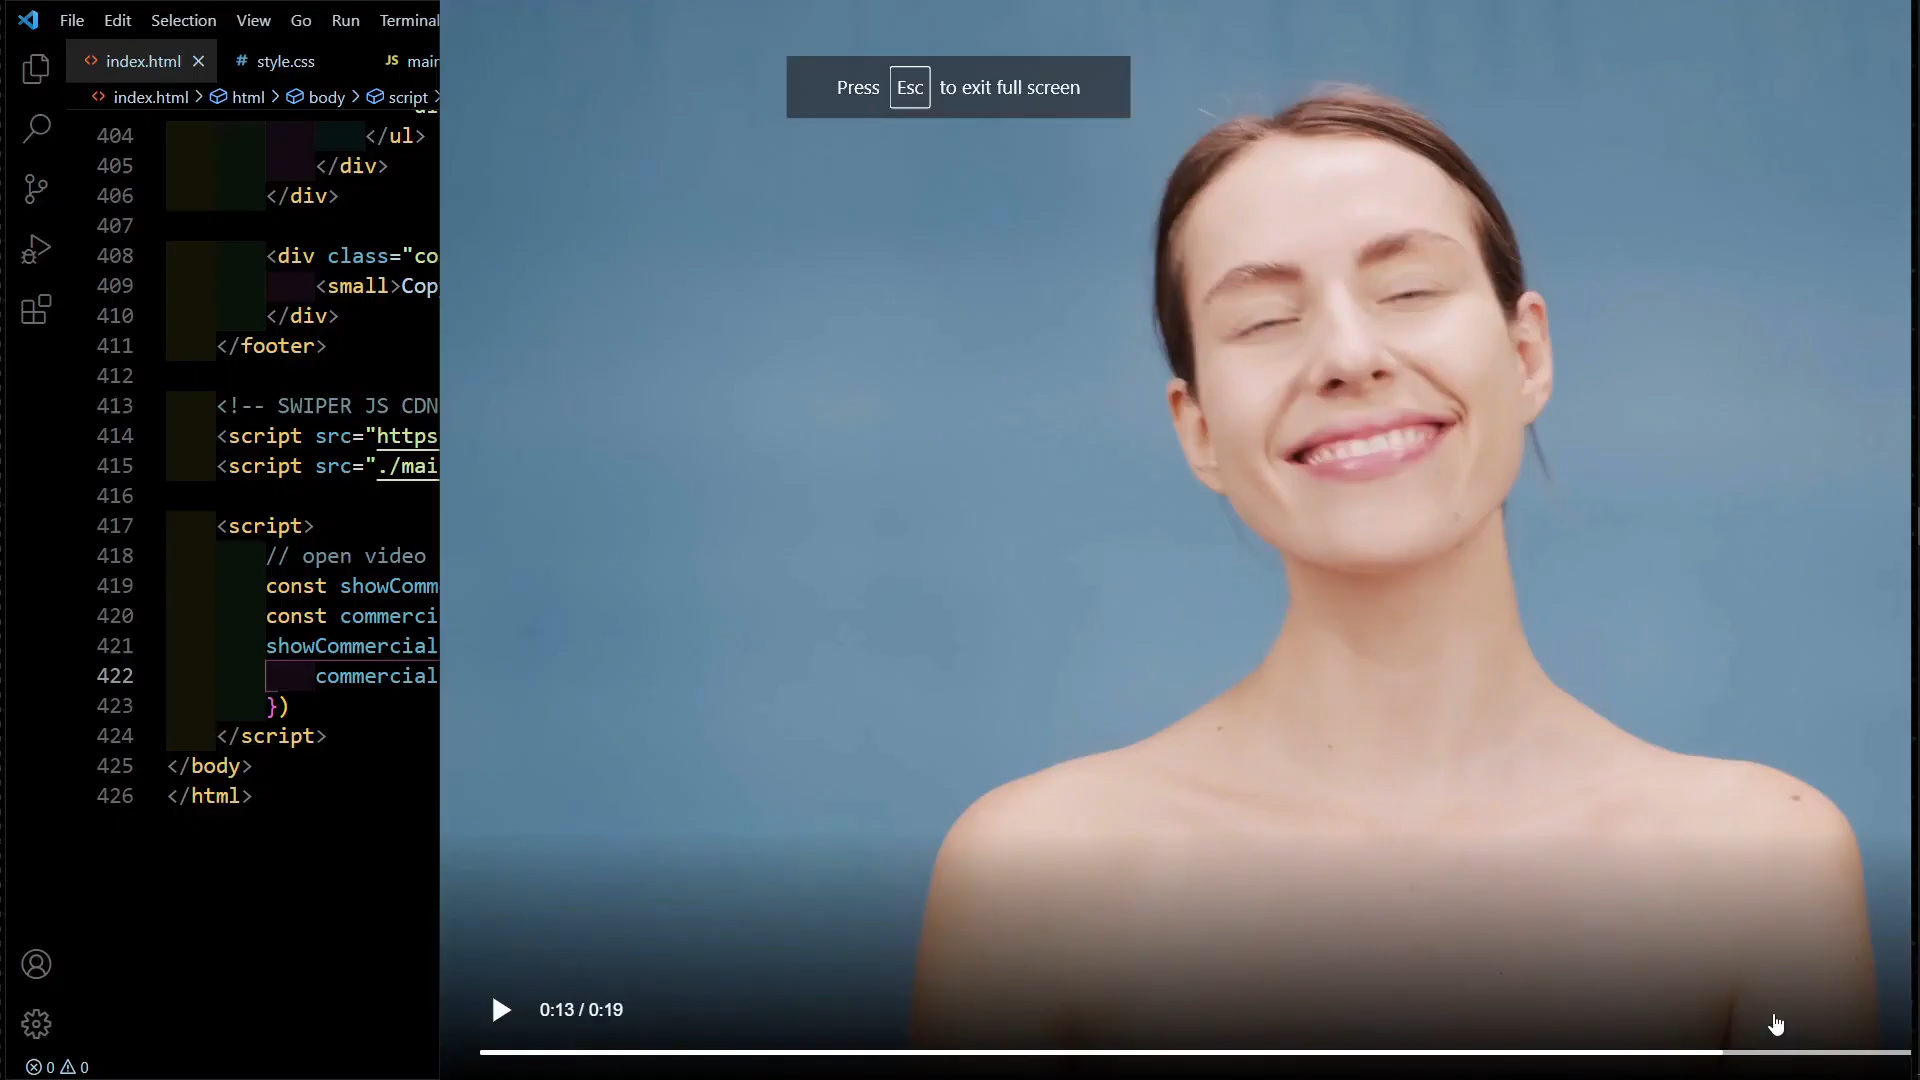 File Edit Selection View Go Run Terminal
index.html style.css JS main
index.html > html > body > script >
404 </ul>
405 </div>
406 </div>
407
408 <div class="co
409 <small>Cop
410 </div>
411 </footer>
412
413 <!-- SWIPER JS CDN
414 <script src="https
415 <script src="./mai
416
417 <script>
418 // open video
419 const showComm
420 const commerci
421 showCommercial
422 commercial
423 })
424 </script>
425 </body>
426 </html>
0 0
Press Esc to exit full screen
0:13 / 0:19